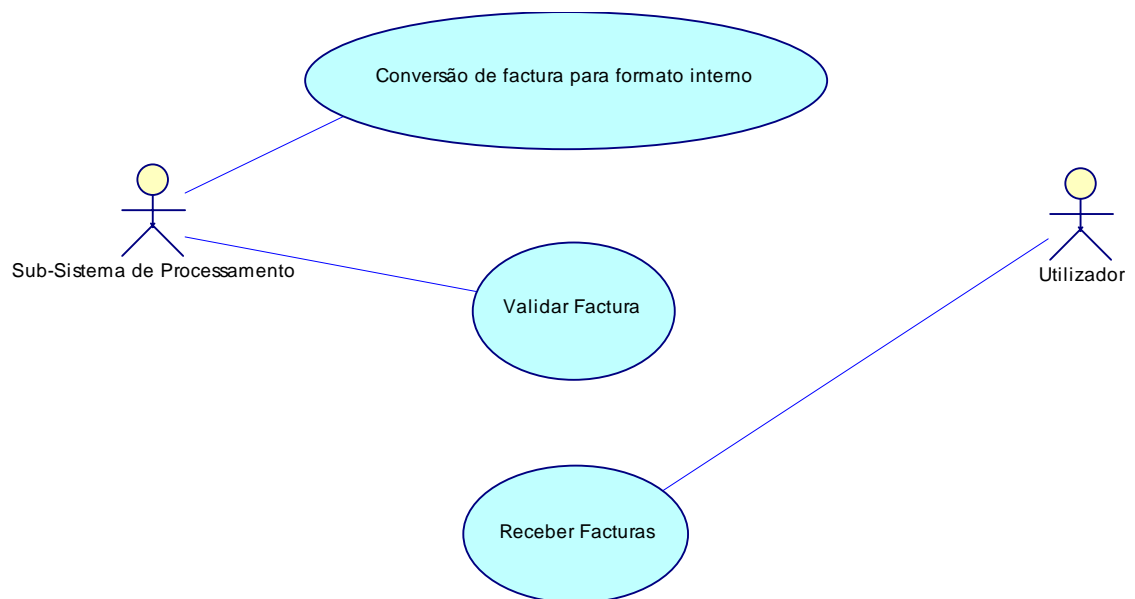 Conversão de factura para formato interno
Sub-Sistema de Processamento
Utilizador
Validar Factura
Receber Facturas